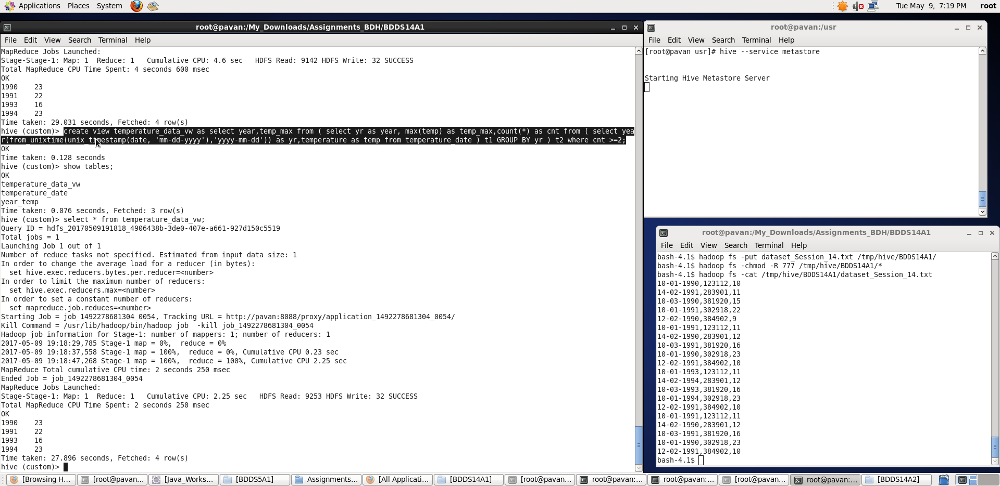 Applications Places System
Tue May 9, 7:19 PM root
root@pavan:/My_Downloads/Assignments_BDH/BDDS14A1
File Edit View Search Terminal Help
MapReduce Jobs Launched:
Stage-Stage-1: Map: 1 Reduce: 1 Cumulative CPU: 4.6 sec HDFS Read: 9142 HDFS Write: 32 SUCCESS
Total MapReduce CPU Time Spent: 4 seconds 600 msec
OK
1990 23
1991 22
1993 16
1994 23
Time taken: 29.031 seconds, Fetched: 4 row(s)
hive (custom)> create view temperature_data_vw as select year,temp_max from ( select yr as year, max(temp) as temp_max,count(*) as cnt from ( select yea
r(from_unixtime(unix_timestamp(date, 'mm-dd-yyyy'),'yyyy-mm-dd')) as yr,temperature as temp from temperature_date ) t1 GROUP BY yr ) t2 where cnt >=2;
OK
Time taken: 0.128 seconds
hive (custom)> show tables;
OK
temperature_data_vw
temperature_date
year_temp
Time taken: 0.076 seconds, Fetched: 3 row(s)
hive (custom)> select * from temperature_data_vw;
Query ID = hdfs_20170509191818_4906438b-3de0-407e-a661-927d150c5519
Total jobs = 1
Launching Job 1 out of 1
Number of reduce tasks not specified. Estimated from input data size: 1
In order to change the average load for a reducer (in bytes):
set hive.exec.reducers.bytes.per.reducer=<number>
In order to limit the maximum number of reducers:
set hive.exec.reducers.max=<number>
In order to set a constant number of reducers:
set mapreduce.job.reduces=<number>
Starting Job = job_1492278681304_0054, Tracking URL = http://pavan:8088/proxy/application_1492278681304_0054/
Kill Command = /usr/lib/hadoop/bin/hadoop job -kill job_1492278681304_0054
Hadoop job information for Stage-1: number of mappers: 1; number of reducers: 1
2017-05-09 19:18:29,785 Stage-1 map = 0%, reduce = 0%
2017-05-09 19:18:37,558 Stage-1 map = 100%, reduce = 0%, Cumulative CPU 0.23 sec
2017-05-09 19:18:47,268 Stage-1 map = 100%, reduce = 100%, Cumulative CPU 2.25 sec
MapReduce Total cumulative CPU time: 2 seconds 250 msec
Ended Job = job_1492278681304_0054
MapReduce Jobs Launched:
Stage-Stage-1: Map: 1 Reduce: 1 Cumulative CPU: 2.25 sec HDFS Read: 9253 HDFS Write: 32 SUCCESS
Total MapReduce CPU Time Spent: 2 seconds 250 msec
OK
1990 23
1991 22
1993 16
1994 23
Time taken: 27.896 seconds, Fetched: 4 row(s)
hive (custom)>
root@pavan:/usr
File Edit View Search Terminal Help
[root@pavan usr]# hive --service metastore
Starting Hive Metastore Server
root@pavan:/My_Downloads/Assignments_BDH/BDDS14A1
File Edit View Search Terminal Help
bash-4.1$ hadoop fs -put dataset_Session_14.txt /tmp/hive/BDDS14A1/
bash-4.1$ hadoop fs -chmod -R 777 /tmp/hive/BDDS14A1/*
bash-4.1$ hadoop fs -cat /tmp/hive/BDDS14A1/dataset_Session_14.txt
10-01-1990,123112,10
14-02-1991,283901,11
10-03-1990,381920,15
10-01-1991,302918,22
12-02-1990,384902,9
10-01-1991,123112,11
14-02-1990,283901,12
10-03-1991,381920,16
10-01-1990,302918,23
12-02-1991,384902,10
10-01-1993,123112,11
14-02-1994,283901,12
10-03-1993,381920,16
10-01-1994,302918,23
12-02-1991,384902,10
10-01-1991,123112,11
14-02-1990,283901,12
10-03-1991,381920,16
10-01-1990,302918,23
12-02-1991,384902,10
bash-4.1$
[Browsing H... [root@pavan... [Java_Works... [BDDS5A1] Assignments... [All Applicati... [BDDS14A1] [root@pavan... root@pavan:... root@pavan:... [root@pavan... root@pavan:... [BDDS14A2]